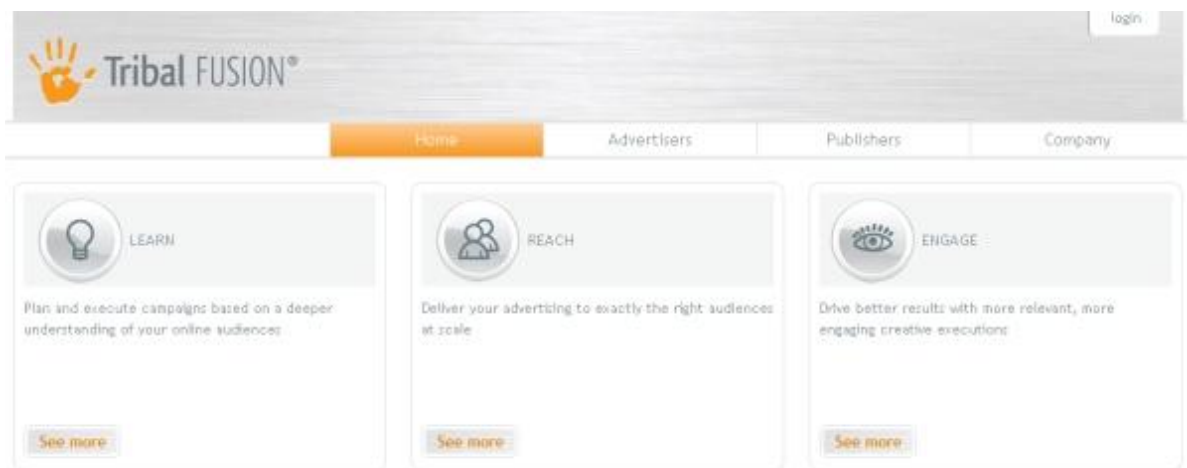 login
Tribal FUSION®
Home
Advertisers
Publishers
Company
LEARN
Plan and execute campaigns based on a deeper
understanding of your online audiences
See more
REACH
Deliver your advertising to exactly the right audiences
at scale
See more
ENGAGE
Drive better results with more relevant, more
engaging creative executions
See more